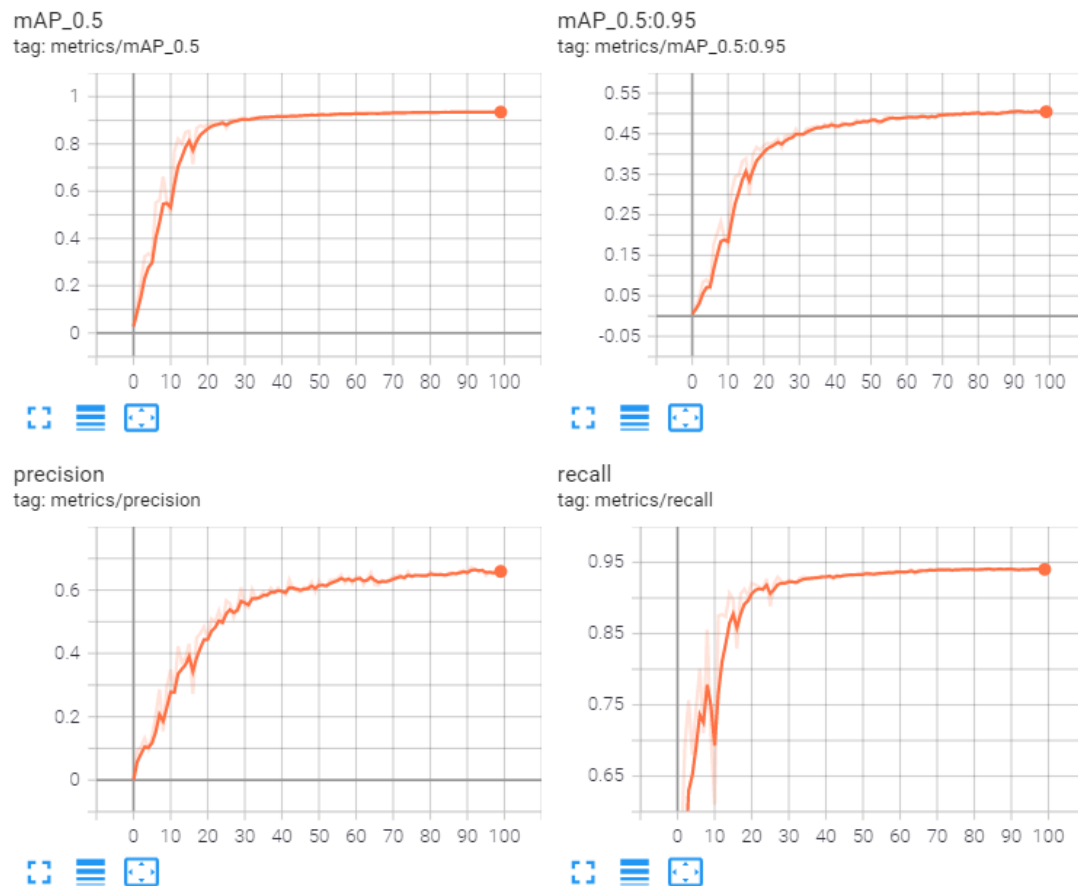 mAP_0.5
tag: metrics/mAP_0.5
1
0.8
0.6
0.4
0.2
0
0 10 20 30 40 50 60 70 80 90 100
mAP_0.5:0.95
tag: metrics/mAP_0.5:0.95
0.55
0.45
0.35
0.25
0.15
0.05
-0.05
0 10 20 30 40 50 60 70 80 90 100
precision
tag: metrics/precision
0.6
0.4
0.2
0
0 10 20 30 40 50 60 70 80 90 100
recall
tag: metrics/recall
0.95
0.85
0.75
0.65
0 10 20 30 40 50 60 70 80 90 100